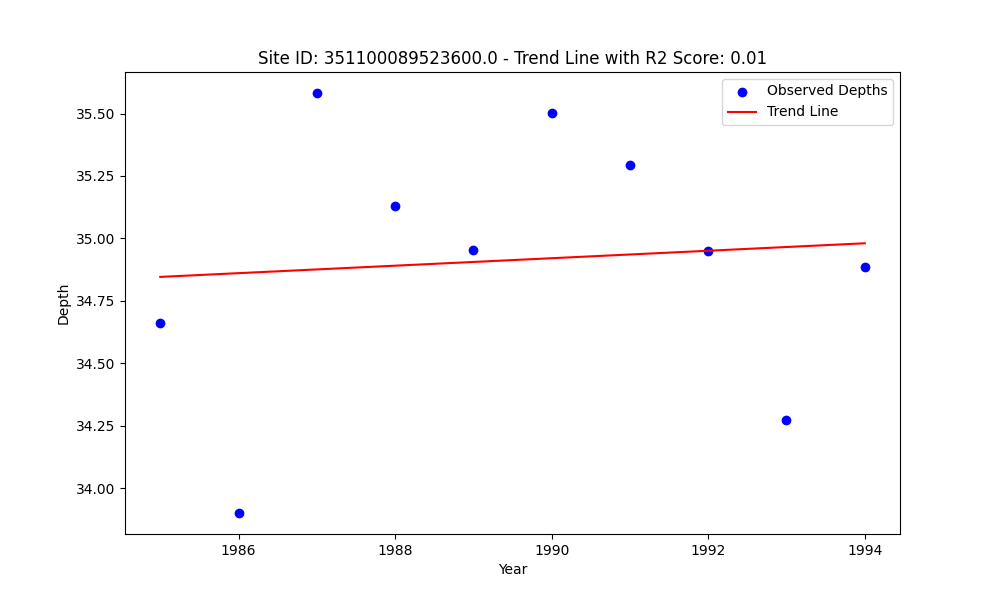 Site ID: 351100089523600.0 - Trend Line with R2 Score: 0.01
Observed Depths
Trend Line
35.50
35.25
35.00
34.75
34.50
34.25
34.00
Depth
1986
1988
1990
1992
1994
Year